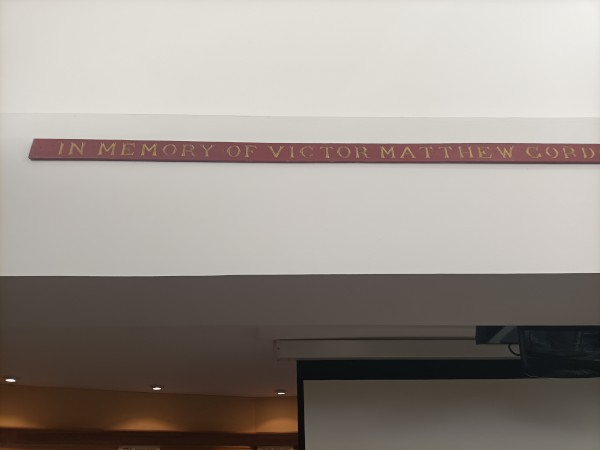 IN MEMORY OF VICTOR MATTHEW CORD